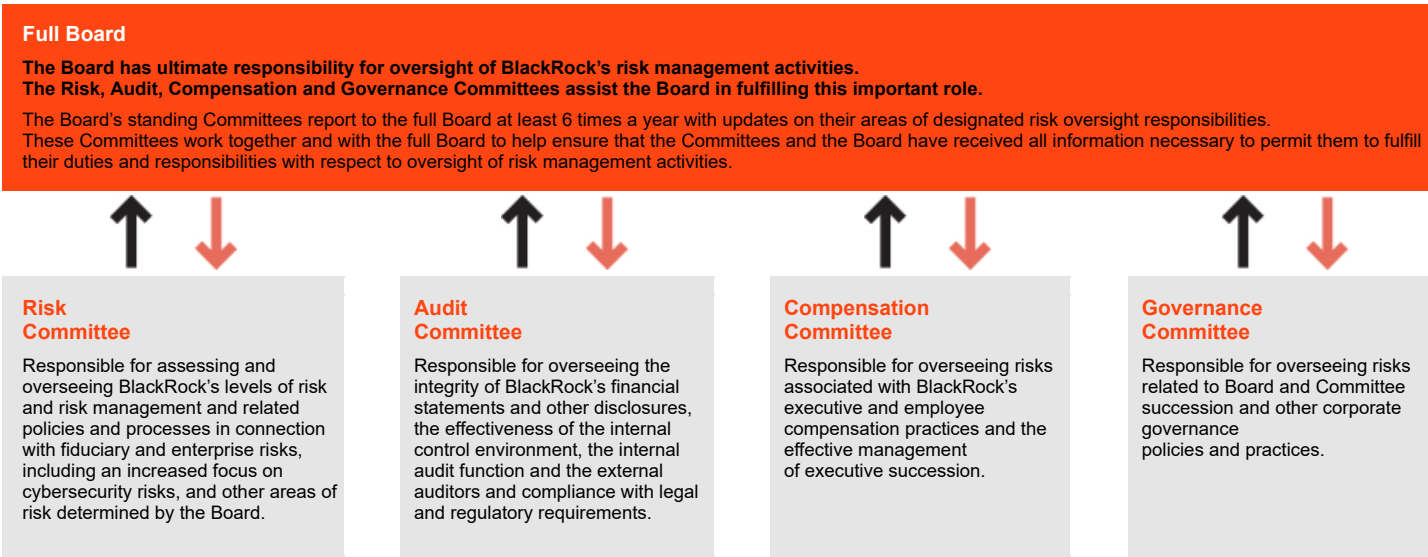 Full Board
The Board has ultimate responsibility for oversight of BlackRock’s risk management activities.
The Risk, Audit, Compensation and Governance Committees assist the Board in fulfilling this important role.
The Board’s standing Committees report to the full Board at least 6 times a year with updates on their areas of designated risk oversight responsibilities.
These Committees work together and with the full Board to help ensure that the Committees and the Board have received all information necessary to permit them to fulfill
their duties and responsibilities with respect to oversight of risk management activities.
Risk
Committee
Responsible for assessing and
overseeing BlackRock’s levels of risk
and risk management and related
policies and processes in connection
with fiduciary and enterprise risks,
including an increased focus on
cybersecurity risks, and other areas of
risk determined by the Board.
Audit
Committee
Responsible for overseeing the
integrity of BlackRock’s financial
statements and other disclosures,
the effectiveness of the internal
control environment, the internal
audit function and the external
auditors and compliance with legal
and regulatory requirements.
Compensation
Committee
Responsible for overseeing risks
associated with BlackRock’s
executive and employee
compensation practices and the
effective management
of executive succession.
Governance
Committee
Responsible for overseeing risks
related to Board and Committee
succession and other corporate
governance
policies and practices.